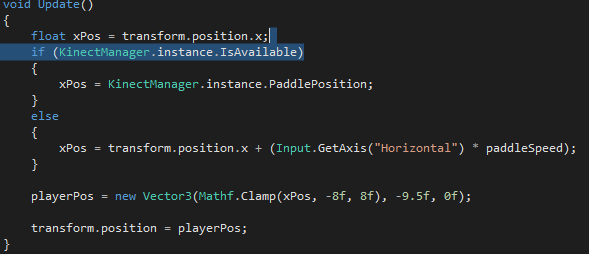 void Update()
{
float xPos = transform.position.x;
if (KinectManager.instance.IsAvailable)
{
xPos = KinectManager.instance.PaddlePosition;
}
else
{
xPos = transform.position.x + (Input.GetAxis("Horizontal") * paddleSpeed);
}
playerPos = new Vector3(Mathf.Clamp(xPos, -8f, 8f), -9.5f, 0f);
transform.position = playerPos;
}